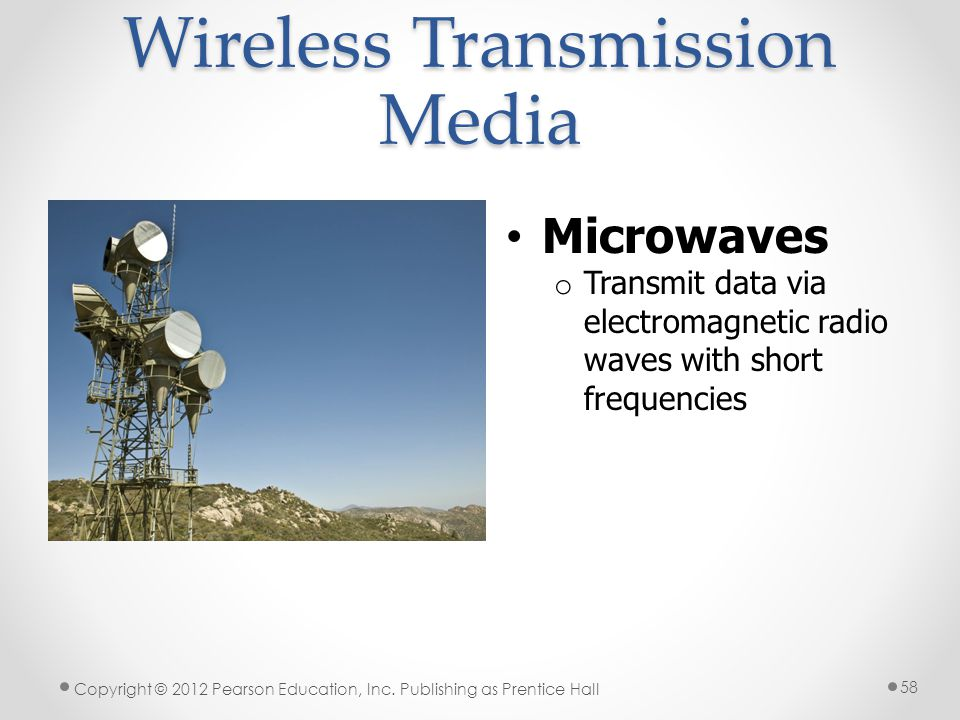 Wireless Transmission
Media
• Microwaves
o Transmit data via
electromagnetic radio
waves with short
frequencies
• Copyright © 2012 Pearson Education, Inc. Publishing as Prentice Hall
• 58